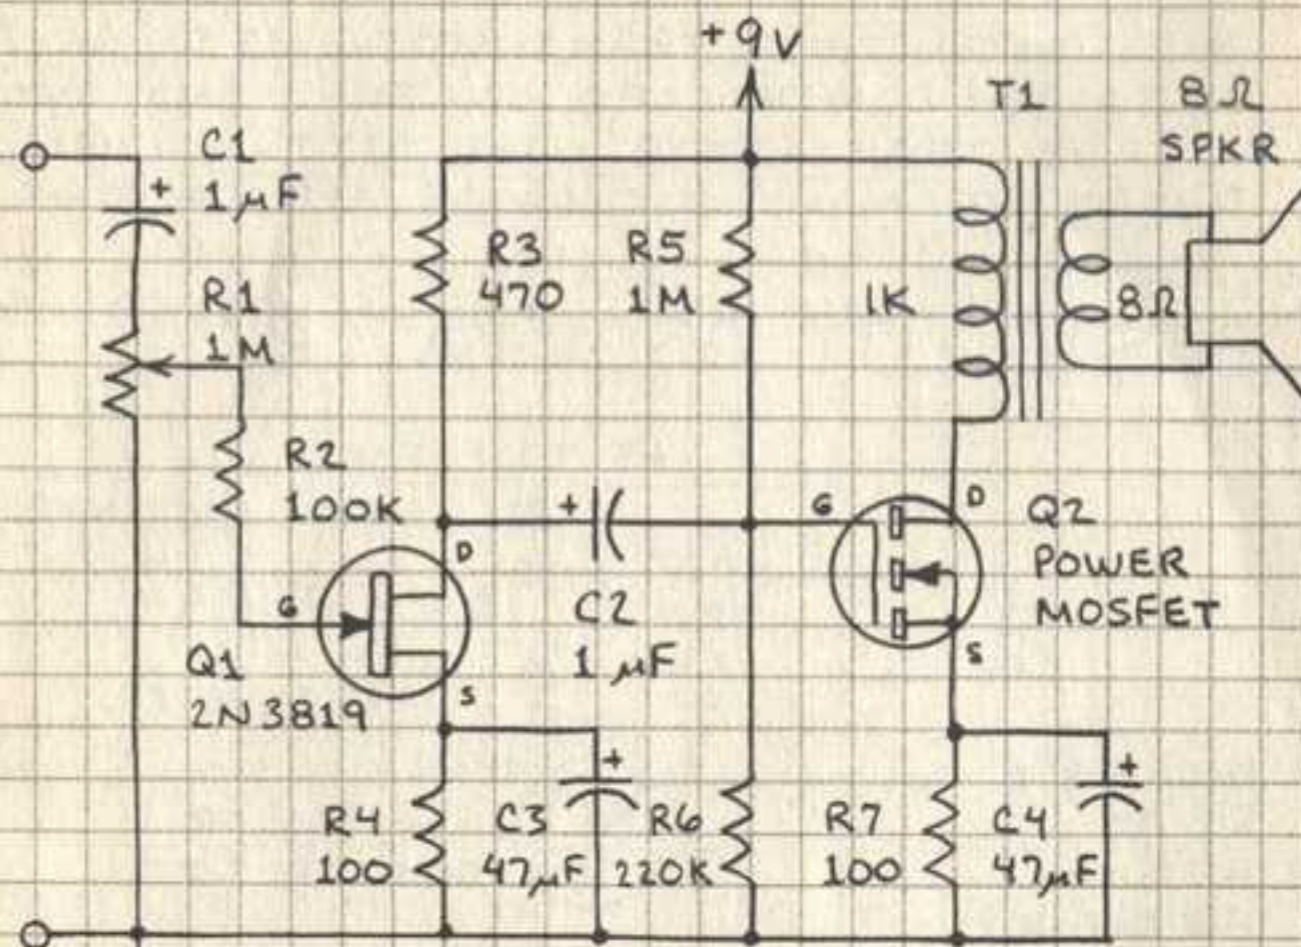 +9V
T1
8Ω
SPKR
C1
+
1µF
R1
1M
R3
470
R5
1M
1K
8Ω
R2
100K
+
G
D
Q2
POWER
MOSFET
D
G
C2
1µF
Q1
2N3819
S
S
+
+
R4
100
C3
47µF
R6
220K
R7
100
C4
47µF